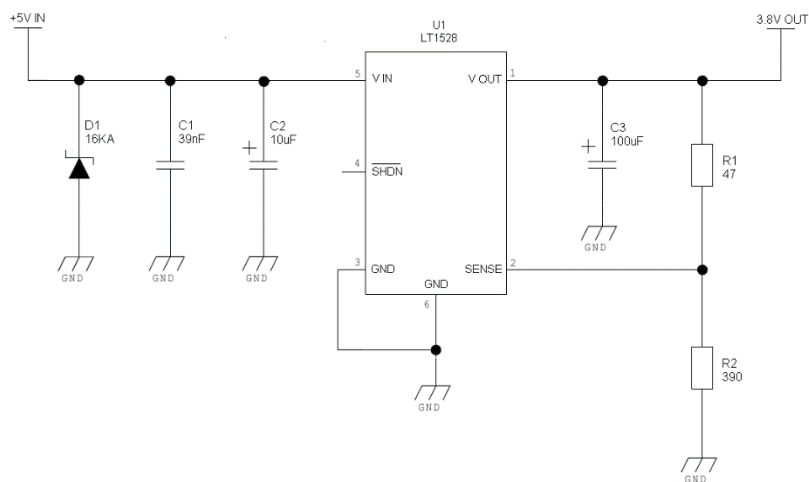 +5V IN
3.8V OUT
U1
LT1528
5
V IN
V OUT
1
D1
16KA
C1
39nF
C2
10uF
+
4
SHDN
C3
100uF
+
R1
47
3
GND
SENSE
2
GND
6
GND
GND
GND
GND
GND
R2
390
GND